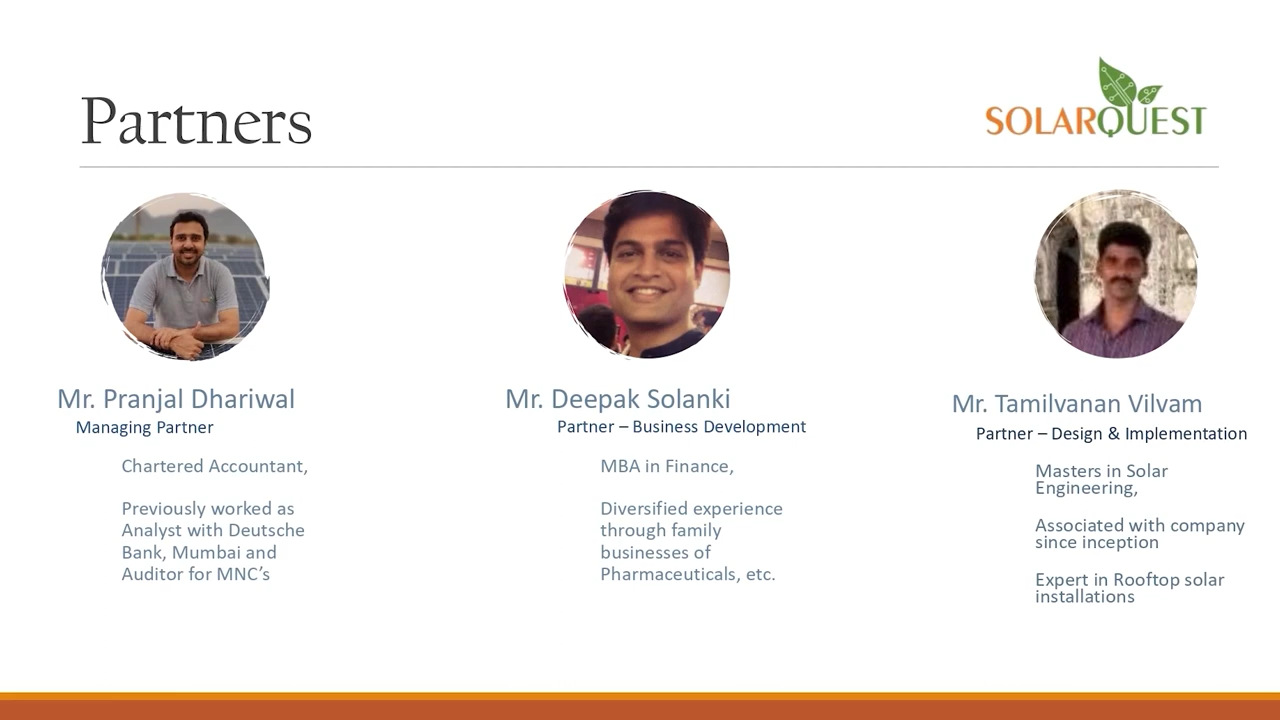 Partners
SOLARQUEST
Mr. Pranjal Dhariwal
Managing Partner
Chartered Accountant,
Previously worked as
Analyst with Deutsche
Bank, Mumbai and
Auditor for MNC’s
Mr. Deepak Solanki
Partner – Business Development
MBA in Finance,
Diversified experience
through family
businesses of
Pharmaceuticals, etc.
Mr. Tamilvanan Vilvam
Partner – Design & Implementation
Masters in Solar
Engineering,
Associated with company
since inception
Expert in Rooftop solar
installations